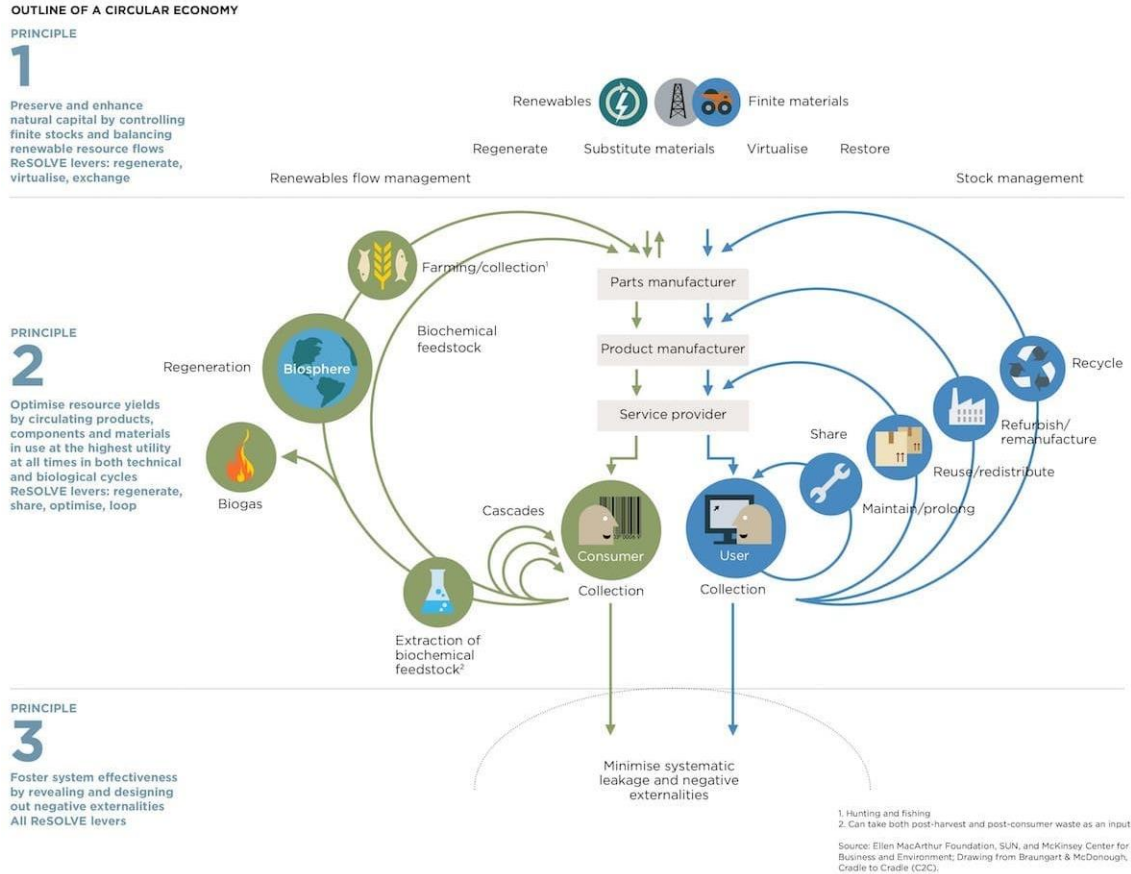 OUTLINE OF A CIRCULAR ECONOMY
PRINCIPLE
1
Preserve and enhance
natural capital by controlling
finite stocks and balancing
renewable resource flows
ReSOLVE levers: regenerate,
virtualise, exchange
Renewables
Finite materials
Regenerate
Substitute materials
Virtualise
Restore
Renewables flow management
Stock management
PRINCIPLE
2
Optimise resource yields
by circulating products,
components and materials
in use at the highest utility
at all times in both technical
and biological cycles
ReSOLVE levers: regenerate,
share, optimise, loop
Farming/collection¹
Biochemical
feedstock
Regeneration
Biosphere
Biogas
Cascades
Extraction of
biochemical
feedstock²
Parts manufacturer
Product manufacturer
Service provider
Consumer
Collection
User
Collection
Share
Maintain/prolong
Reuse/redistribute
Refurbish/
remanufacture
Recycle
PRINCIPLE
3
Foster system effectiveness
by revealing and designing
out negative externalities
All ReSOLVE levers
Minimise systematic
leakage and negative
externalities
1. Hunting and fishing
2. Can take both post-harvest and post-consumer waste as an input
Source: Ellen MacArthur Foundation, SUN, and McKinsey Center for
Business and Environment; Drawing from Braungart & McDonough,
Cradle to Cradle (C2C).